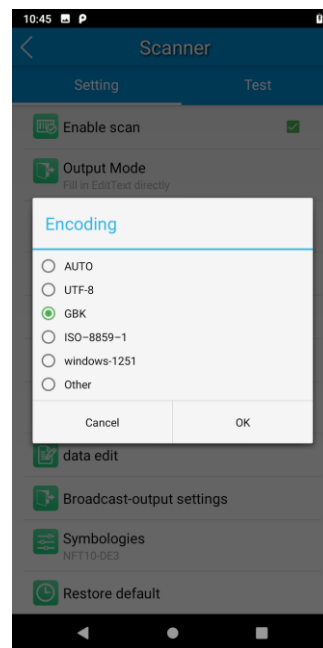 10:45
Scanner
Setting
Test
Enable scan
Output Mode
Fill in EditText directly
Encoding
AUTO
UTF-8
GBK
ISO-8859-1
windows-1251
Other
Cancel
OK
data edit
Broadcast-output settings
Symbologies
NFT10-DE3
Restore default